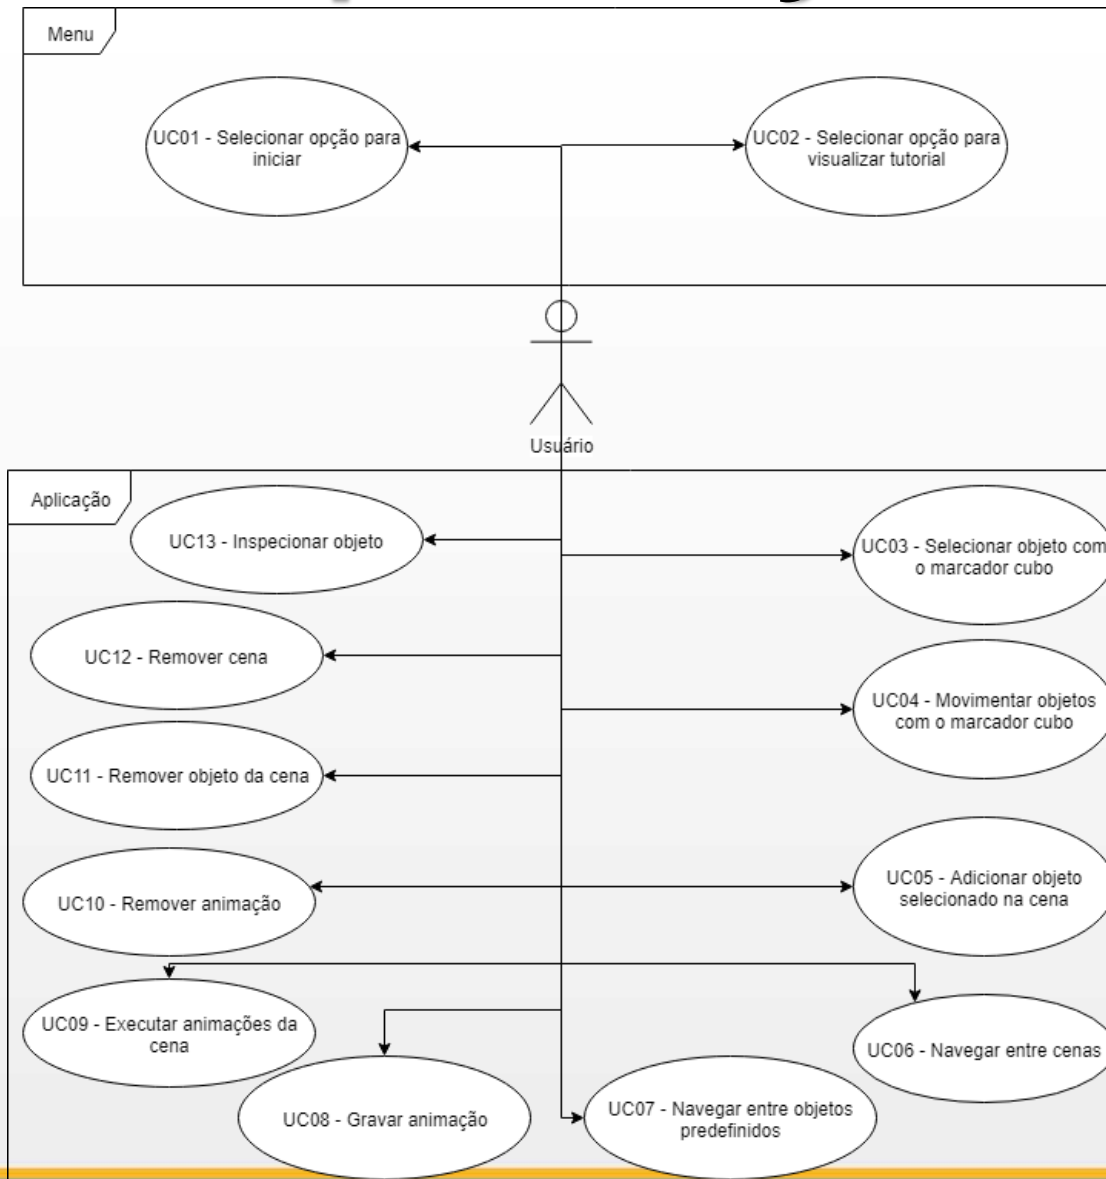 Menu
UC01 - Selecionar opção para
iniciar
UC02 - Selecionar opção para
visualizar tutorial
Usuário
Aplicação
UC13 - Inspecionar objeto
UC03 - Selecionar objeto com
o marcador cubo
UC12 - Remover cena
UC04 - Movimentar objetos
com o marcador cubo
UC11 - Remover objeto da cena
UC05 - Adicionar objeto
selecionado na cena
UC10 - Remover animação
UC09 - Executar animações da
cena
UC06 - Navegar entre cenas
UC08 - Gravar animação
UC07 - Navegar entre objetos
predefinidos